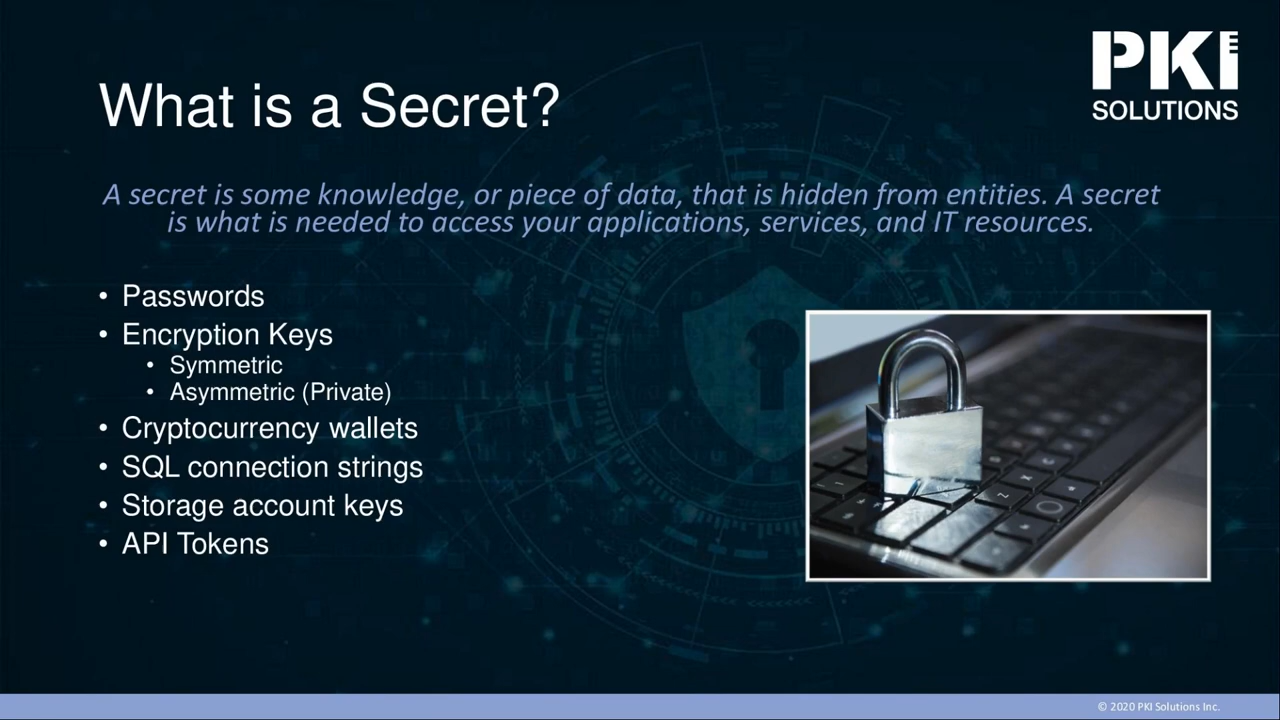 PKI
SOLUTIONS
What is a Secret?
A secret is some knowledge, or piece of data, that is hidden from entities. A secret
is what is needed to access your applications, services, and IT resources.
• Passwords
• Encryption Keys
• Symmetric
• Asymmetric (Private)
• Cryptocurrency wallets
• SQL connection strings
• Storage account keys
• API Tokens
© 2020 PKI Solutions Inc.